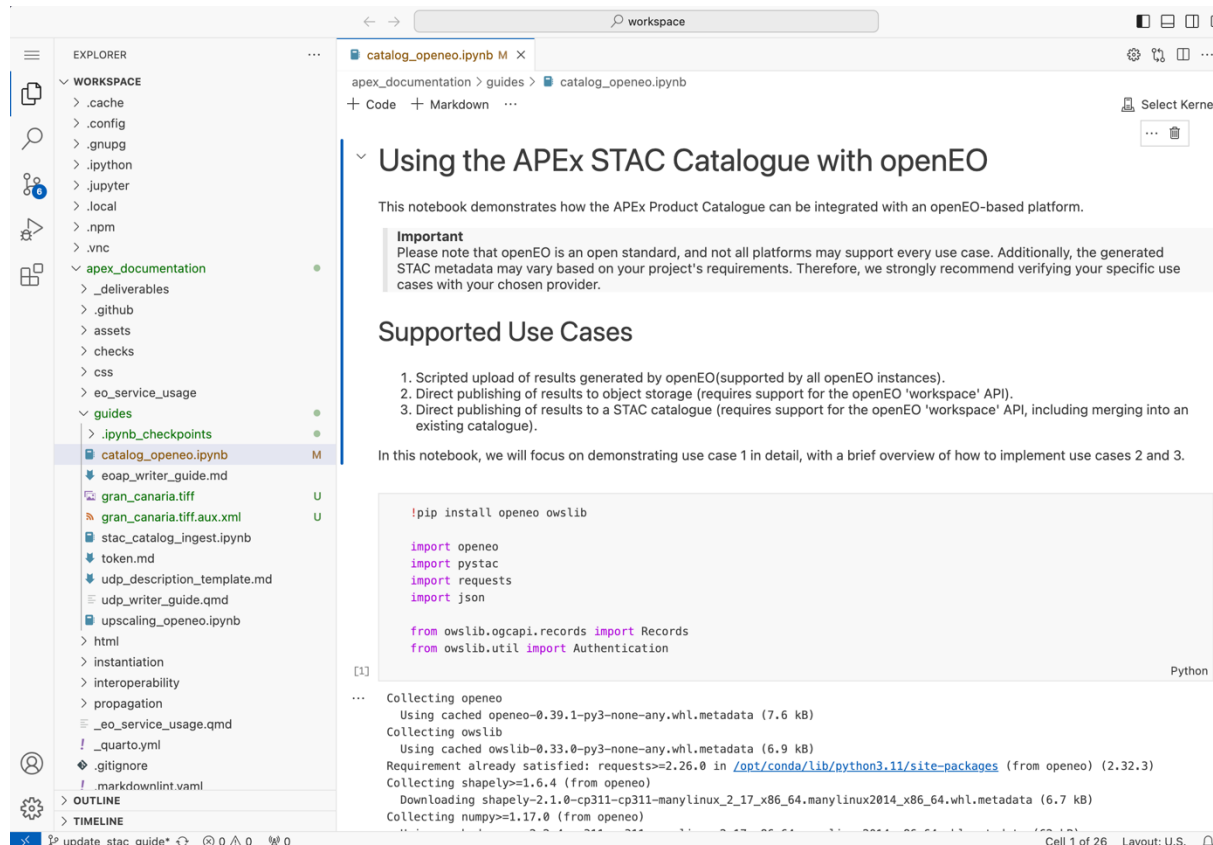 workspace
EXPLORER
WORKSPACE
.cache
.config
.gnupg
.ipython
.jupyter
.local
.npm
.vnc
apex_documentation
_deliverables
.github
assets
checks
css
eo_service_usage
guides
.ipynb_checkpoints
catalog_openeo.ipynb M
eoap_writer_guide.md
gran_canaria.tiff U
gran_canaria.tiff.aux.xml U
stac_catalog_ingest.ipynb
token.md
udp_description_template.md
udp_writer_guide.qmd
upscaling_openeo.ipynb
html
instantiation
interoperability
propagation
_eo_service_usage.qmd
_quarto.yml
.gitignore
.markdownlint.yaml
OUTLINE
TIMELINE
6
catalog_openeo.ipynb M
apex_documentation > guides > catalog_openeo.ipynb
+ Code + Markdown ...
Select Kerne
Using the APEx STAC Catalogue with openEO
This notebook demonstrates how the APEx Product Catalogue can be integrated with an openEO-based platform.
Important
Please note that openEO is an open standard, and not all platforms may support every use case. Additionally, the generated
STAC metadata may vary based on your project's requirements. Therefore, we strongly recommend verifying your specific use
cases with your chosen provider.
Supported Use Cases
1. Scripted upload of results generated by openEO(supported by all openEO instances).
2. Direct publishing of results to object storage (requires support for the openEO 'workspace' API).
3. Direct publishing of results to a STAC catalogue (requires support for the openEO 'workspace' API, including merging into an
existing catalogue).
In this notebook, we will focus on demonstrating use case 1 in detail, with a brief overview of how to implement use cases 2 and 3.
!pip install openeo owslib
import openeo
import pystac
import requests
import json
from owslib.ogcapi.records import Records
from owslib.util import Authentication
[1]
Python
Collecting openeo
Using cached openeo-0.39.1-py3-none-any.whl.metadata (7.6 kB)
Collecting owslib
Using cached owslib-0.33.0-py3-none-any.whl.metadata (6.9 kB)
Requirement already satisfied: requests>=2.26.0 in /opt/conda/lib/python3.11/site-packages (from openeo) (2.32.3)
Collecting shapely>=1.6.4 (from openeo)
Downloading shapely-2.1.0-cp311-cp311-manylinux_2_17_x86_64.manylinux2014_x86_64.whl.metadata (6.7 kB)
Collecting numpy>=1.17.0 (from openeo)
update_stac_guide* 0 0 0
Cell 1 of 26 Layout: U.S.